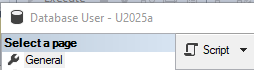 Database User - U2025a
Select a page
General
Script